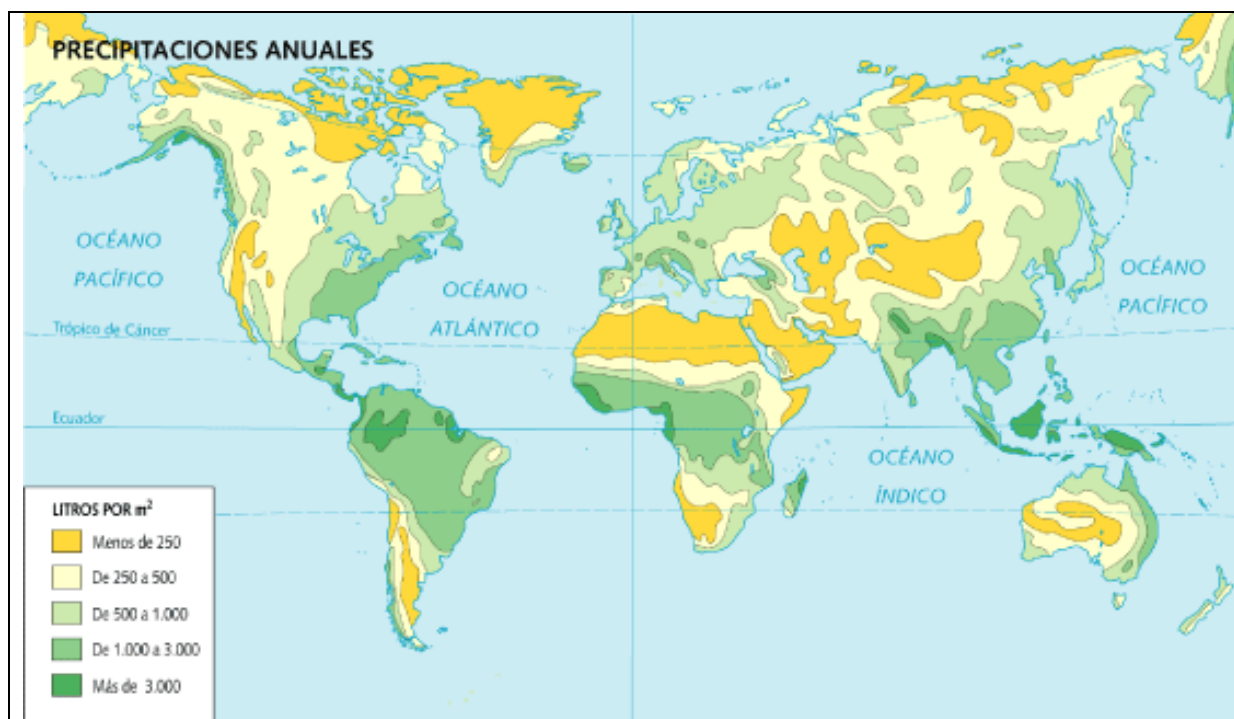 PRECIPITACIONES ANUALES
OCÉANO
PACÍFICO
OCÉANO
ATLÁNTICO
OCÉANO
PACÍFICO
Trópico de Cáncer
Ecuador
OCÉANO
ÍNDICO
LITROS POR m²
Menos de 250
De 250 a 500
De 500 a 1.000
De 1.000 a 3.000
Más de 3.000